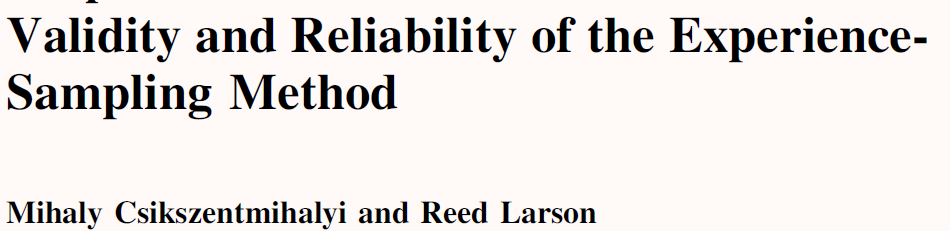 Validity and Reliability of the Experience-
Sampling Method
Mihaly Csikszentmihalyi and Reed Larson